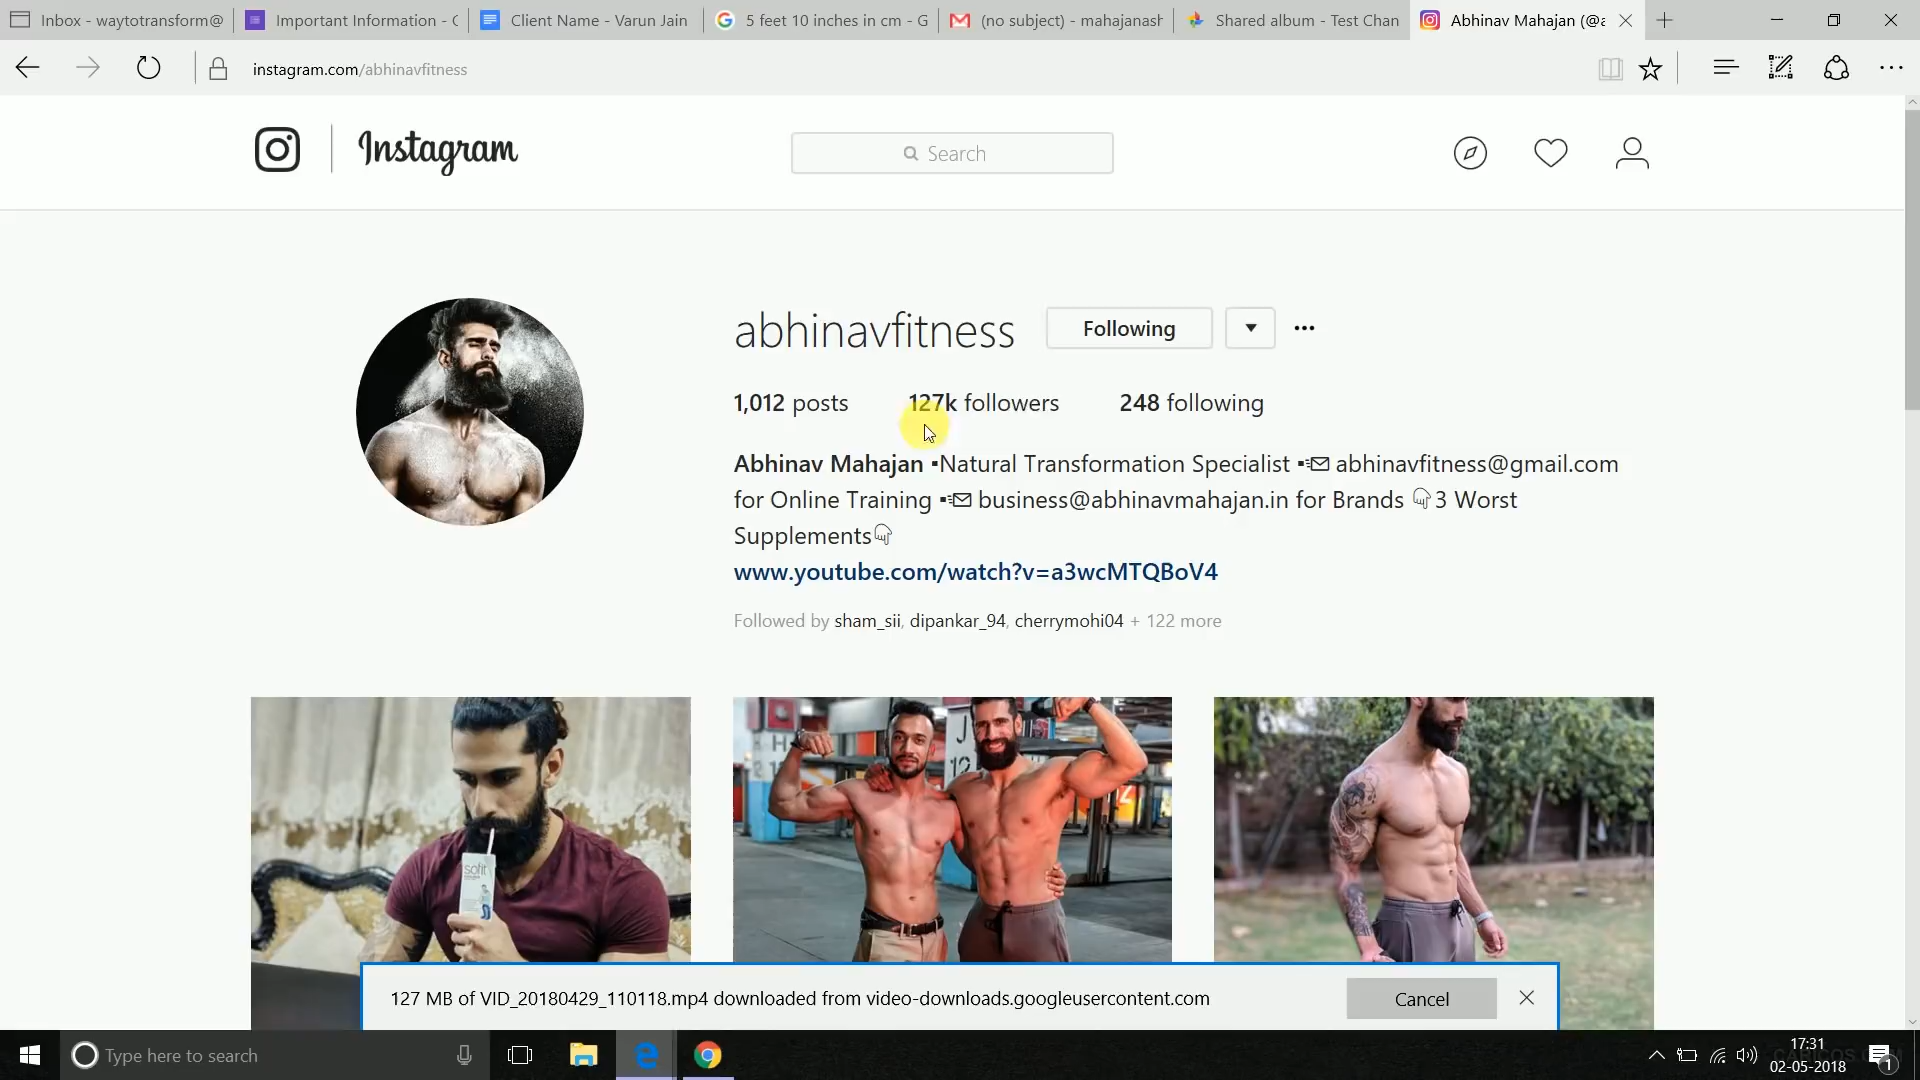 Inbox - waytotransform@
Important Information - C
Client Name - Varun Jain
5 feet 10 inches in cm - G
(no subject) - mahajanash
Shared album - Test Chan
Abhinav Mahajan (@a
instagram.com/abhinavfitness
Instagram
Search
abhinavfitness
Following
1,012 posts
127k followers
248 following
Abhinav Mahajan ▪Natural Transformation Specialist ▪📨 abhinavfitness@gmail.com
for Online Training ▪📨 business@abhinavmahajan.in for Brands 👇3 Worst
Supplements👇
www.youtube.com/watch?v=a3wcMTQBoV4
Followed by sham_sii, dipankar_94, cherrymohi04 + 122 more
sofit
127 MB of VID_20180429_110118.mp4 downloaded from video-downloads.googleusercontent.com
Cancel
Type here to search
17:31
02-05-2018
1